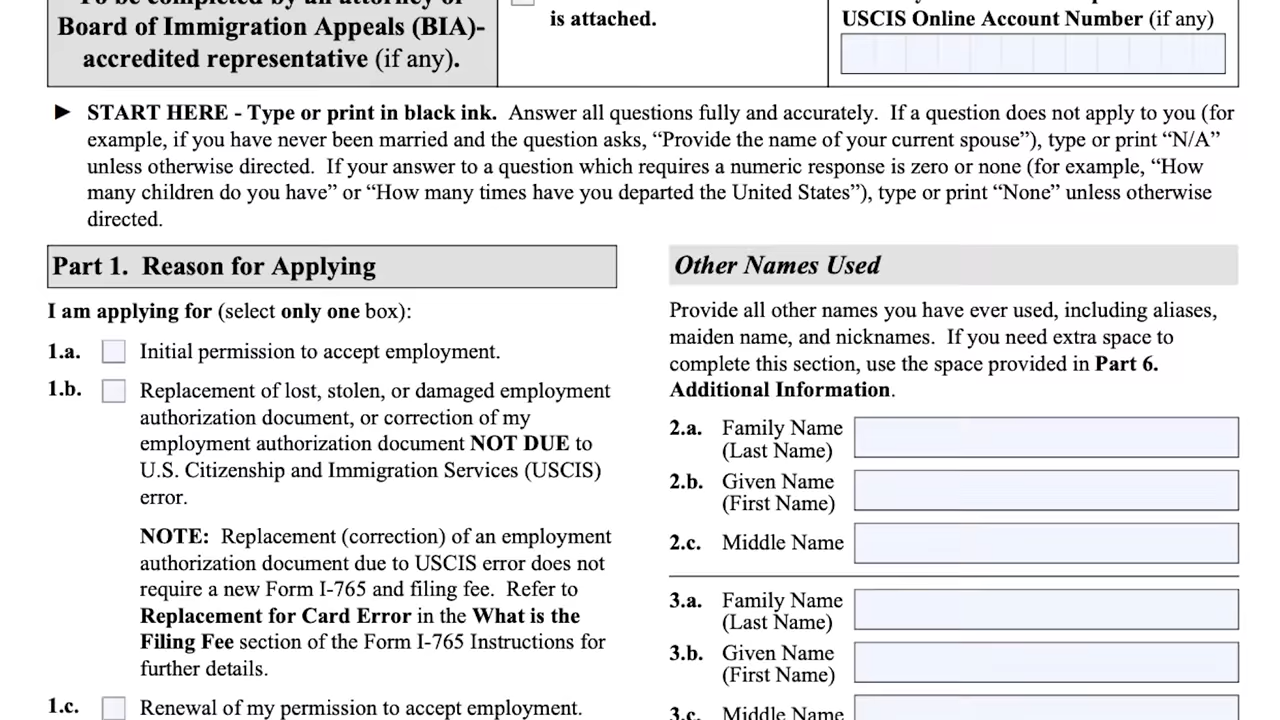 Board of Immigration Appeals (BIA)-
accredited representative (if any).
is attached.
USCIS Online Account Number (if any)
► START HERE - Type or print in black ink. Answer all questions fully and accurately. If a question does not apply to you (for
example, if you have never been married and the question asks, “Provide the name of your current spouse”), type or print “N/A”
unless otherwise directed. If your answer to a question which requires a numeric response is zero or none (for example, “How
many children do you have” or “How many times have you departed the United States”), type or print “None” unless otherwise
directed.
Part 1. Reason for Applying
I am applying for (select only one box):
1.a. Initial permission to accept employment.
1.b. Replacement of lost, stolen, or damaged employment
authorization document, or correction of my
employment authorization document NOT DUE to
U.S. Citizenship and Immigration Services (USCIS)
error.
NOTE: Replacement (correction) of an employment
authorization document due to USCIS error does not
require a new Form I-765 and filing fee. Refer to
Replacement for Card Error in the What is the
Filing Fee section of the Form I-765 Instructions for
further details.
1.c. Renewal of my permission to accept employment.
Other Names Used
Provide all other names you have ever used, including aliases,
maiden name, and nicknames. If you need extra space to
complete this section, use the space provided in Part 6.
Additional Information.
2.a. Family Name
(Last Name)
2.b. Given Name
(First Name)
2.c. Middle Name
3.a. Family Name
(Last Name)
3.b. Given Name
(First Name)
3.c. Middle Name